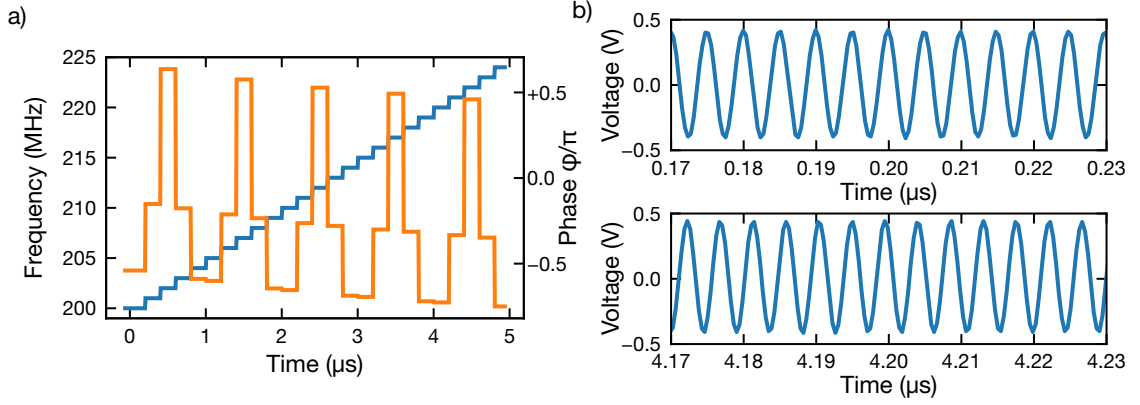 a)
Frequency (MHz)
225
220
215
210
205
200
0
1
2
3
4
5
Time (μs)
+0.5
0.0
−0.5
Phase φ/π
b)
Voltage (V)
0.5
0.0
−0.5
0.17 0.18 0.19 0.20 0.21 0.22 0.23
Time (μs)
Voltage (V)
0.5
0.0
−0.5
4.17 4.18 4.19 4.20 4.21 4.22 4.23
Time (μs)